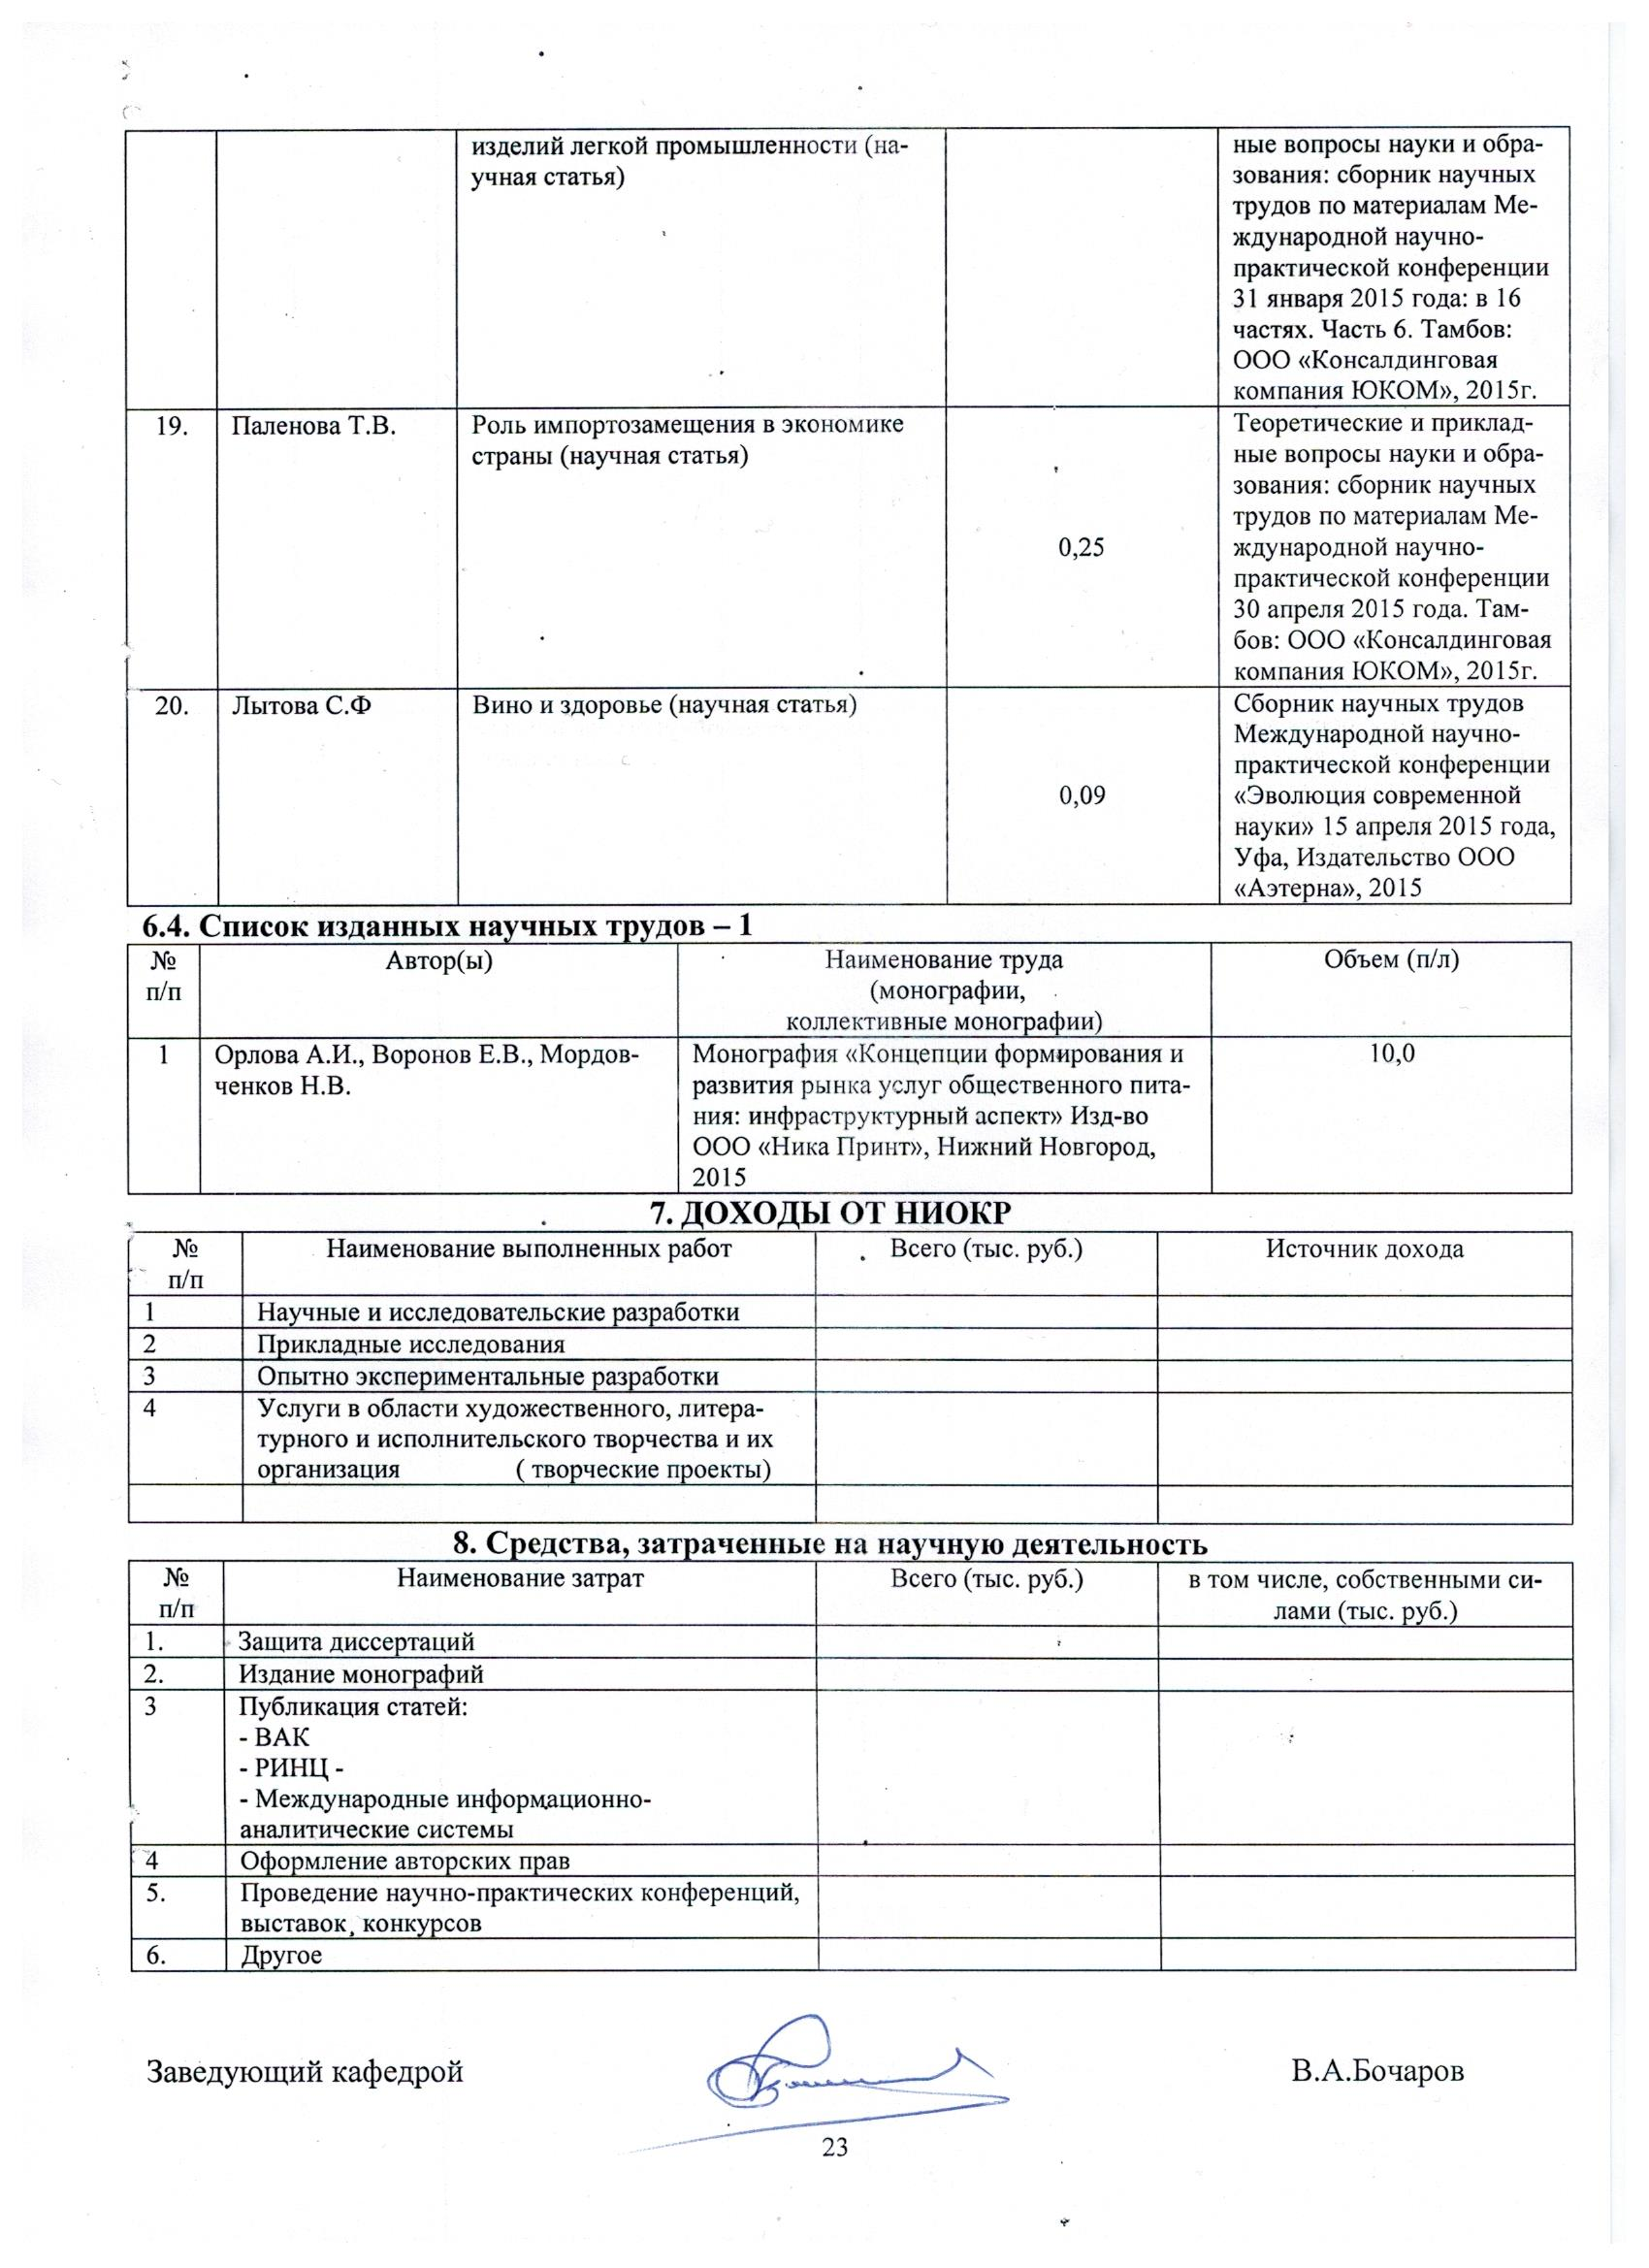 изделий легкой промышленности (на-
учная статья)
ные вопросы науки и обра-
зования: сборник научных
трудов по материалам Ме-
ждународной научно-
практической конференции
31 января 2015 года: в 16
частях. Часть 6. Тамбов:
ООО «Консалдинговая
компания ЮКОМ», 2015г.
19.
Паленова Т.В.
Роль импортозамещения в экономике
страны (научная статья)
0,25
Теоретические и приклад-
ные вопросы науки и обра-
зования: сборник научных
трудов по материалам Ме-
ждународной научно-
практической конференции
30 апреля 2015 года. Там-
бов: ООО «Консалдинговая
компания ЮКОМ», 2015г.
20.
Лытова С.Ф
Вино и здоровье (научная статья)
0,09
Сборник научных трудов
Международной научно-
практической конференции
«Эволюция современной
науки» 15 апреля 2015 года,
Уфа, Издательство ООО
«Аэтерна», 2015
6.4. Список изданных научных трудов – 1
№
п/п
Автор(ы)
Наименование труда
(монографии,
коллективные монографии)
Объем (п/л)
1
Орлова А.И., Воронов Е.В., Мордов-
ченков Н.В.
Монография «Концепции формирования и
развития рынка услуг общественного пита-
ния: инфраструктурный аспект» Изд-во
ООО «Ника Принт», Нижний Новгород,
2015
10,0
7. ДОХОДЫ ОТ НИОКР
№
п/п
Наименование выполненных работ
Всего (тыс. руб.)
Источник дохода
1
Научные и исследовательские разработки
2
Прикладные исследования
3
Опытно экспериментальные разработки
4
Услуги в области художественного, литера-
турного и исполнительского творчества и их
организация ( творческие проекты)
8. Средства, затраченные на научную деятельность
№
п/п
Наименование затрат
Всего (тыс. руб.)
в том числе, собственными си-
лами (тыс. руб.)
1.
Защита диссертаций
2.
Издание монографий
3
Публикация статей:
- ВАК
- РИНЦ -
- Международные информационно-
аналитические системы
4
Оформление авторских прав
5.
Проведение научно-практических конференций,
выставок, конкурсов
6.
Другое
Заведующий кафедрой
В.А.Бочаров
23